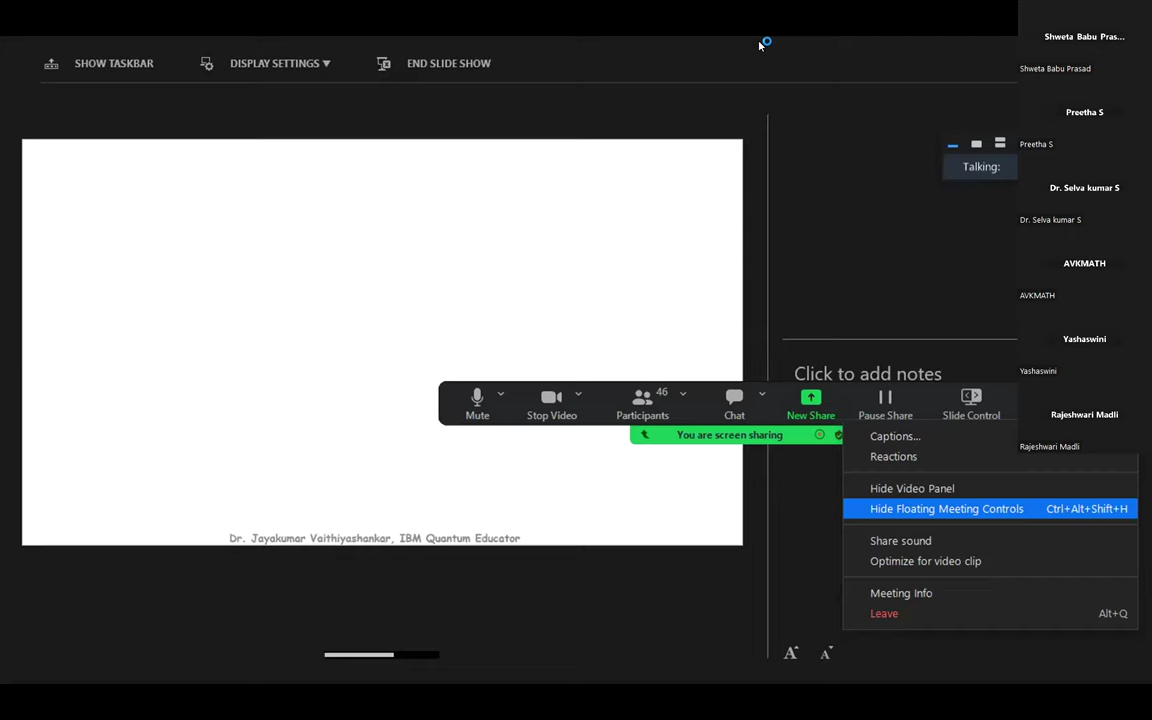 SHOW TASKBAR
DISPLAY SETTINGS ▼
END SLIDE SHOW
Shweta Babu Pras...
Shweta Babu Prasad
Preetha S
Preetha S
Talking:
Dr. Selva kumar S
Dr. Selva kumar S
AVKMATH
AVKMATH
Yashaswini
Yashaswini
Click to add notes
46
Mute
Stop Video
Participants
Chat
New Share
Pause Share
Slide Control
Rajeshwari Madli
Rajeshwari Madli
You are screen sharing
Captions...
Reactions
Hide Video Panel
Hide Floating Meeting Controls Ctrl+Alt+Shift+H
Share sound
Optimize for video clip
Meeting Info
Leave Alt+Q
Dr. Jayakumar Vaithiyashankar, IBM Quantum Educator
A A